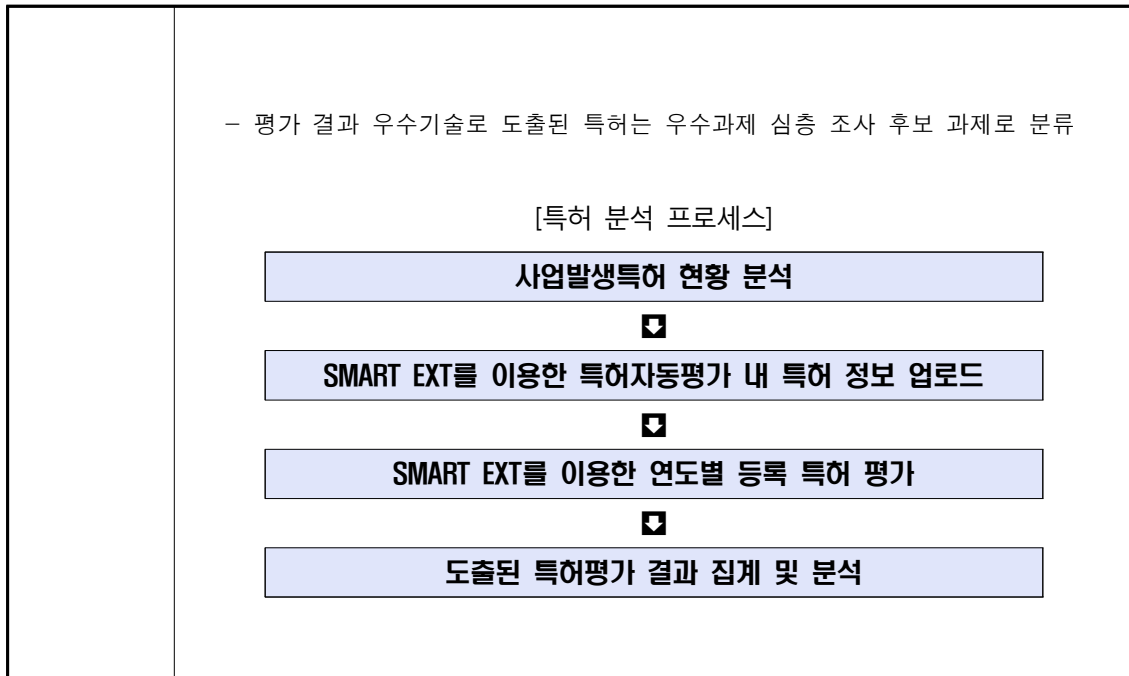 – 평가 결과 우수기술로 도출된 특허는 우수과제 심층 조사 후보 과제로 분류
[특허 분석 프로세스]
사업발생특허 현황 분석
SMART EXT를 이용한 특허자동평가 내 특허 정보 업로드
SMART EXT를 이용한 연도별 등록 특허 평가
도출된 특허평가 결과 집계 및 분석